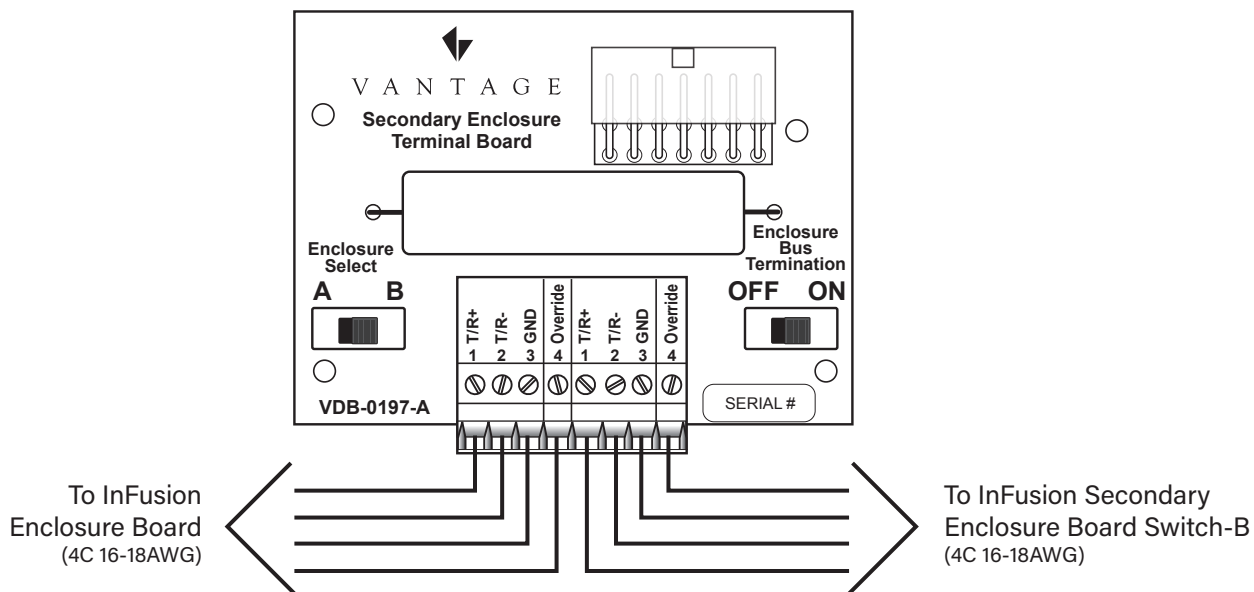 V A N T A G E
Secondary Enclosure
Terminal Board
Enclosure
Select
A B
Enclosure
Bus
Termination
OFF ON
T/R+ T/R- GND Override T/R+ T/R- GND Override
1 2 3 4 1 2 3 4
VDB-0197-A
SERIAL #
To InFusion
Enclosure Board
(4C 16-18AWG)
To InFusion Secondary
Enclosure Board Switch-B
(4C 16-18AWG)